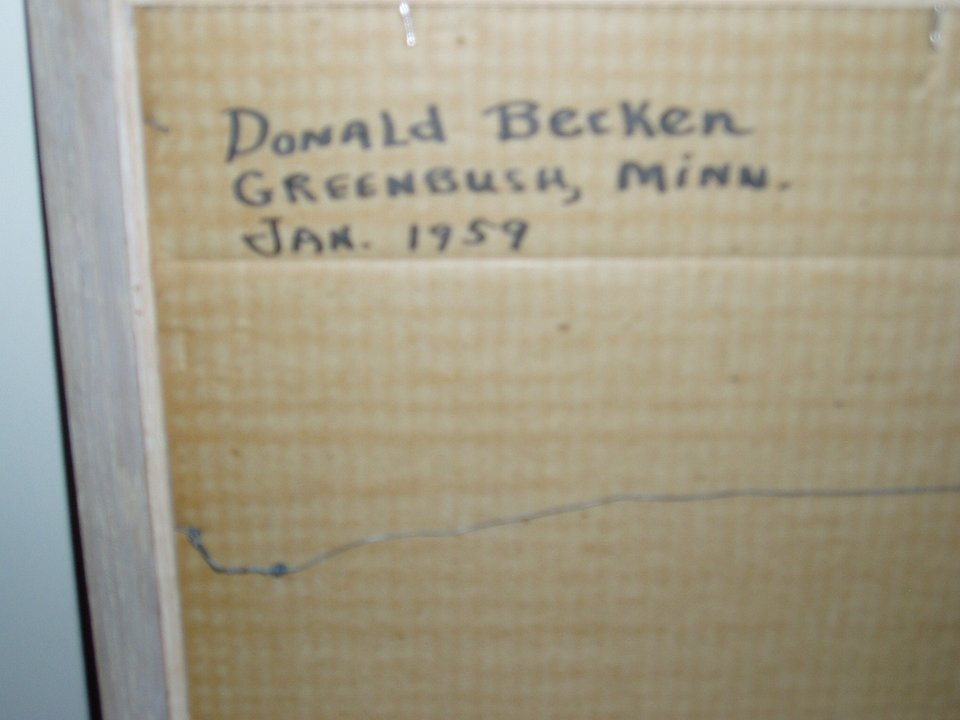 Donald Becken
GREENBUSH, MINN.
JAN. 1959